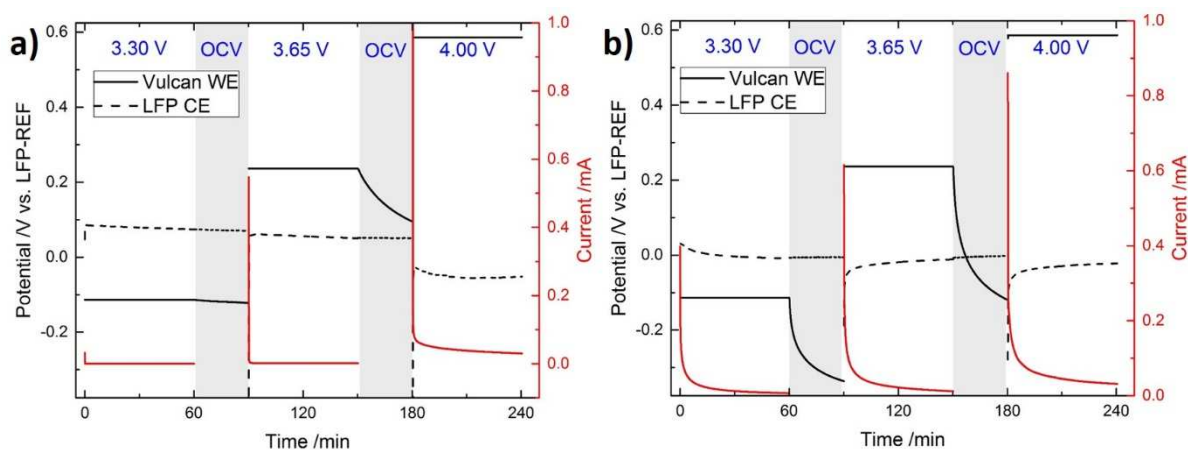 a)
3.30 V OCV 3.65 V OCV 4.00 V
Vulcan WE
LFP CE
Potential /V vs. LFP-REF
0.6
0.4
0.2
0.0
-0.2
Current /mA
1.0
0.8
0.6
0.4
0.2
0.0
0 60 120 180 240
Time /min
b)
3.30 V OCV 3.65 V OCV 4.00 V
Vulcan WE
LFP CE
Potential /V vs. LFP-REF
0.6
0.4
0.2
0.0
-0.2
Current /mA
1.0
0.8
0.6
0.4
0.2
0.0
0 60 120 180 240
Time /min